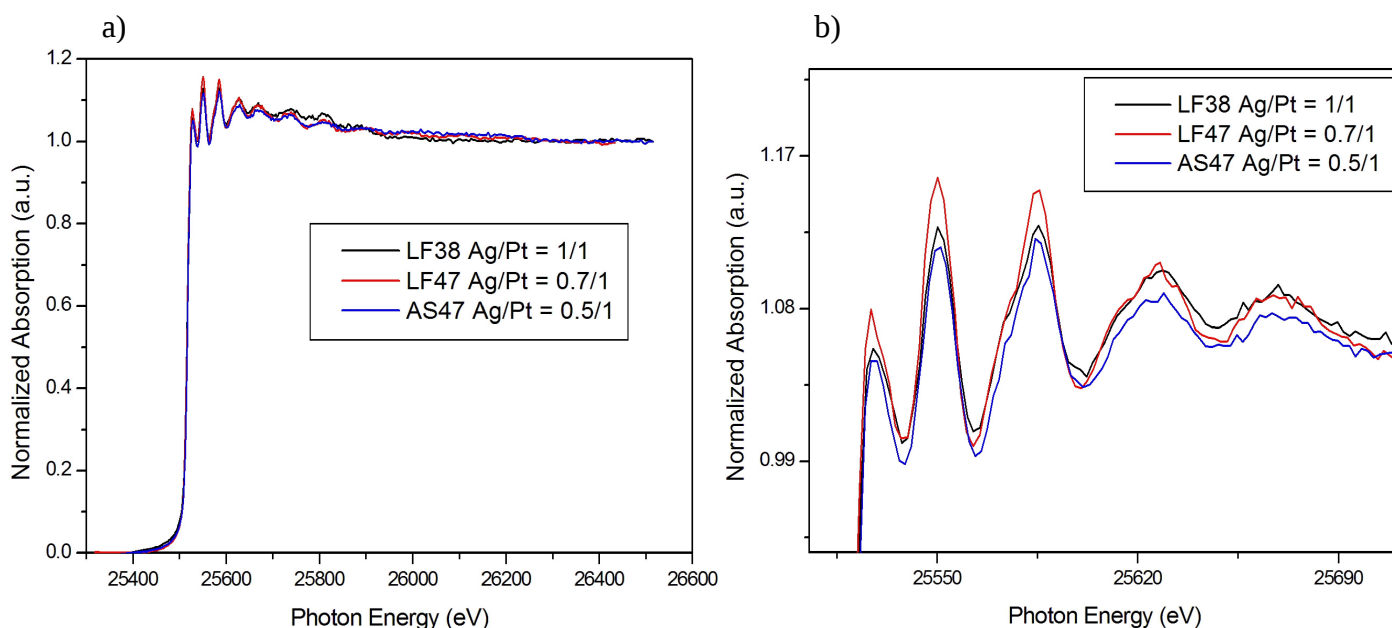 a)
1.2
1.0
0.8
0.6
0.4
0.2
0.0
Normalized Absorption (a.u.)
LF38 Ag/Pt = 1/1
LF47 Ag/Pt = 0.7/1
AS47 Ag/Pt = 0.5/1
25400 25600 25800 26000 26200 26400 26600
Photon Energy (eV)
b)
1.17
1.08
0.99
Normalized Absorption (a.u.)
LF38 Ag/Pt = 1/1
LF47 Ag/Pt = 0.7/1
AS47 Ag/Pt = 0.5/1
25550 25620 25690
Photon Energy (eV)